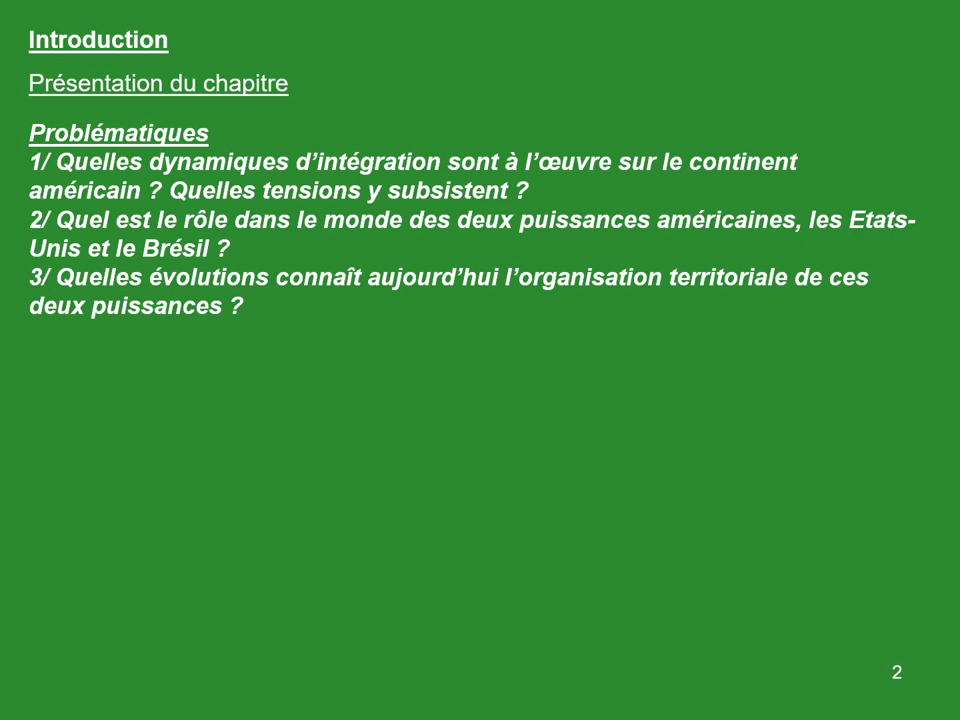 Introduction
Présentation du chapitre
Problématiques
1/ Quelles dynamiques d’intégration sont à l’œuvre sur le continent
américain ? Quelles tensions y subsistent ?
2/ Quel est le rôle dans le monde des deux puissances américaines, les Etats-
Unis et le Brésil ?
3/ Quelles évolutions connaît aujourd’hui l’organisation territoriale de ces
deux puissances ?
2